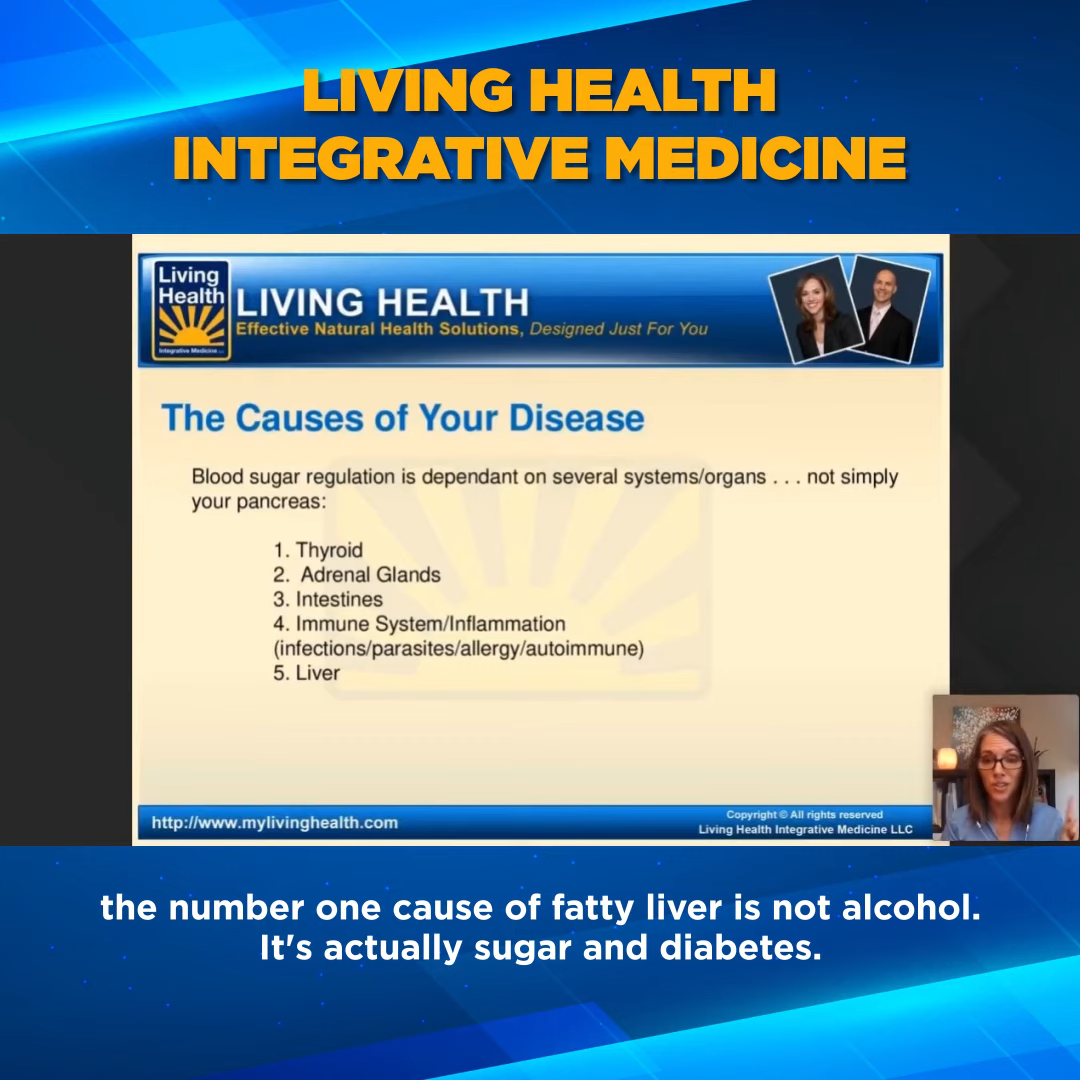 LIVING HEALTH
INTEGRATIVE MEDICINE
Living
Health
Integrative Medicine
LIVING HEALTH
Effective Natural Health Solutions, Designed Just For You
The Causes of Your Disease
Blood sugar regulation is dependant on several systems/organs . . . not simply
your pancreas:
1. Thyroid
2. Adrenal Glands
3. Intestines
4. Immune System/Inflammation
(infections/parasites/allergy/autoimmune)
5. Liver
http://www.mylivinghealth.com
Copyright © All rights reserved
Living Health Integrative Medicine LLC
the number one cause of fatty liver is not alcohol.
It's actually sugar and diabetes.